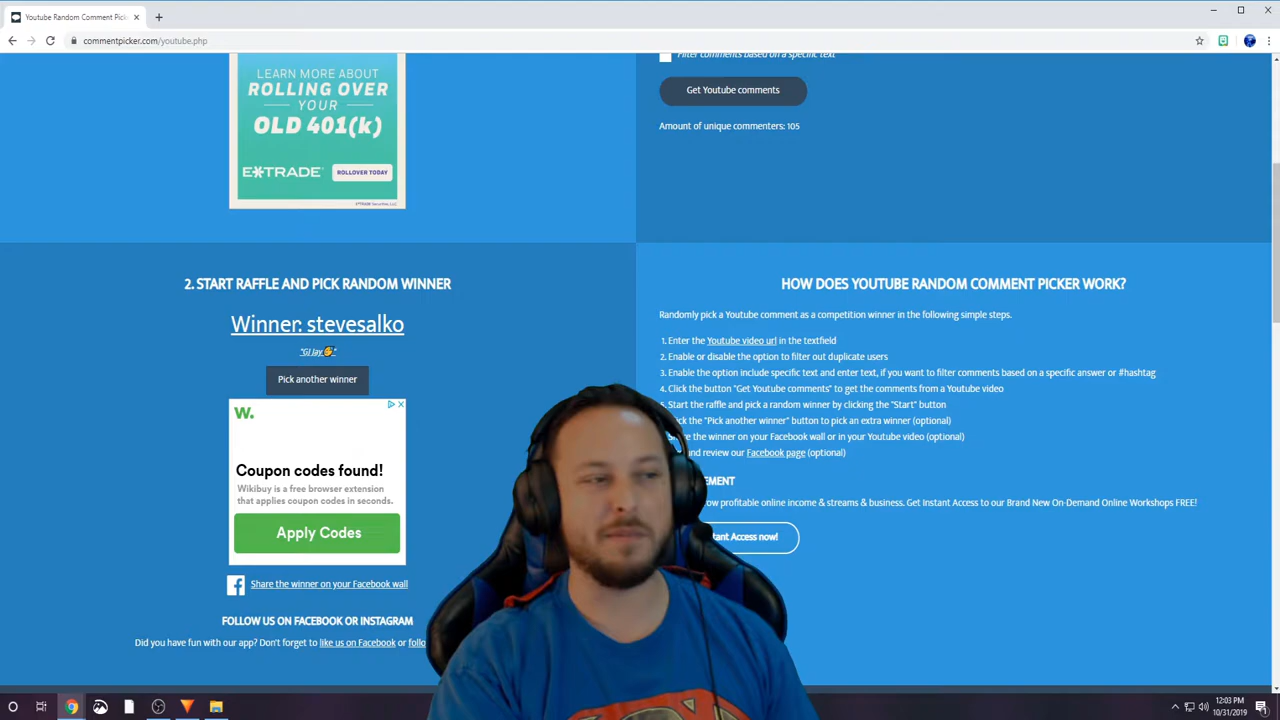 Youtube Random Comment Pick
commentpicker.com/youtube.php
LEARN MORE ABOUT
ROLLING OVER
YOUR
OLD 401(k)
E*TRADE
ROLLOVER TODAY
Filter comments based on a specific text
Get Youtube comments
Amount of unique commenters: 105
2. START RAFFLE AND PICK RANDOM WINNER
Winner: stevesalko
"GJ Jay"
Pick another winner
W.
Coupon codes found!
Wikibuy is a free browser extension
that applies coupon codes in seconds.
Apply Codes
Share the winner on your Facebook wall
FOLLOW US ON FACEBOOK OR INSTAGRAM
Did you have fun with our app? Don't forget to like us on Facebook or follo
HOW DOES YOUTUBE RANDOM COMMENT PICKER WORK?
Randomly pick a Youtube comment as a competition winner in the following simple steps.
1. Enter the Youtube video url in the textfield
2. Enable or disable the option to filter out duplicate users
3. Enable the option include specific text and enter text, if you want to filter comments based on a specific answer or #hashtag
4. Click the button "Get Youtube comments" to get the comments from a Youtube video
Start the raffle and pick a random winner by clicking the "Start" button
the "Pick another winner" button to pick an extra winner (optional)
the winner on your Facebook wall or in your Youtube video (optional)
and review our Facebook page (optional)
EMENT
ow profitable online income & streams & business. Get Instant Access to our Brand New On-Demand Online Workshops FREE!
tant Access now!
12:03 PM
10/31/2019